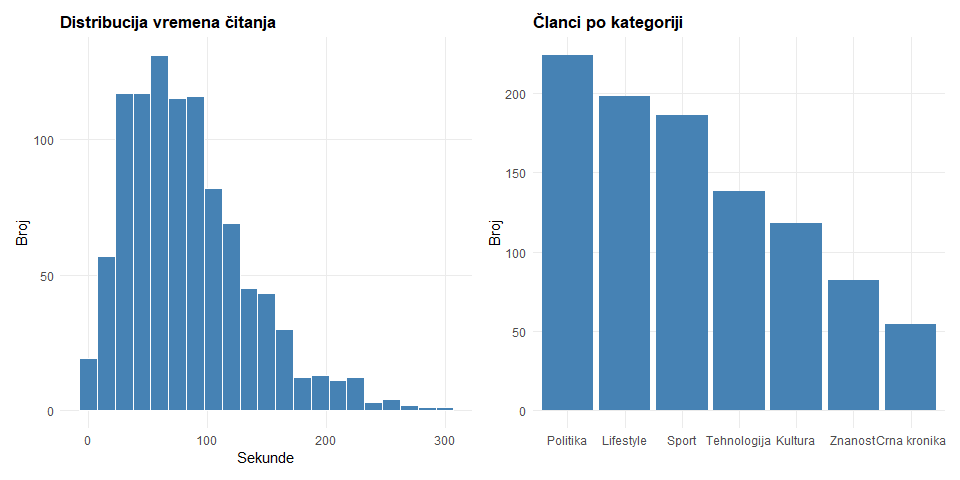 Distribucija vremena čitanja
Broj
100
50
0
0 100 200 300
Sekunde
Članci po kategoriji
Broj
200
150
100
50
0
Politika Lifestyle Sport Tehnologija Kultura Znanost Crna kronika